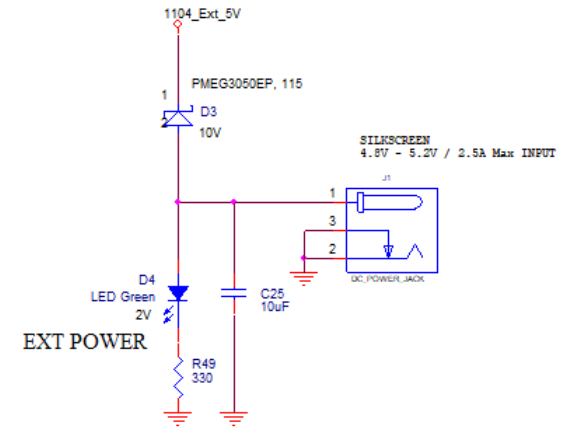 1104_Ext_5V
PMEG3050EP, 115
1
D3
2
10V
SILKSCREEN
4.8V - 5.2V / 2.5A Max INPUT
J1
1
3
2
DC_POWER_JACK
D4
LED Green
2V
C25
10uF
EXT POWER
R49
330